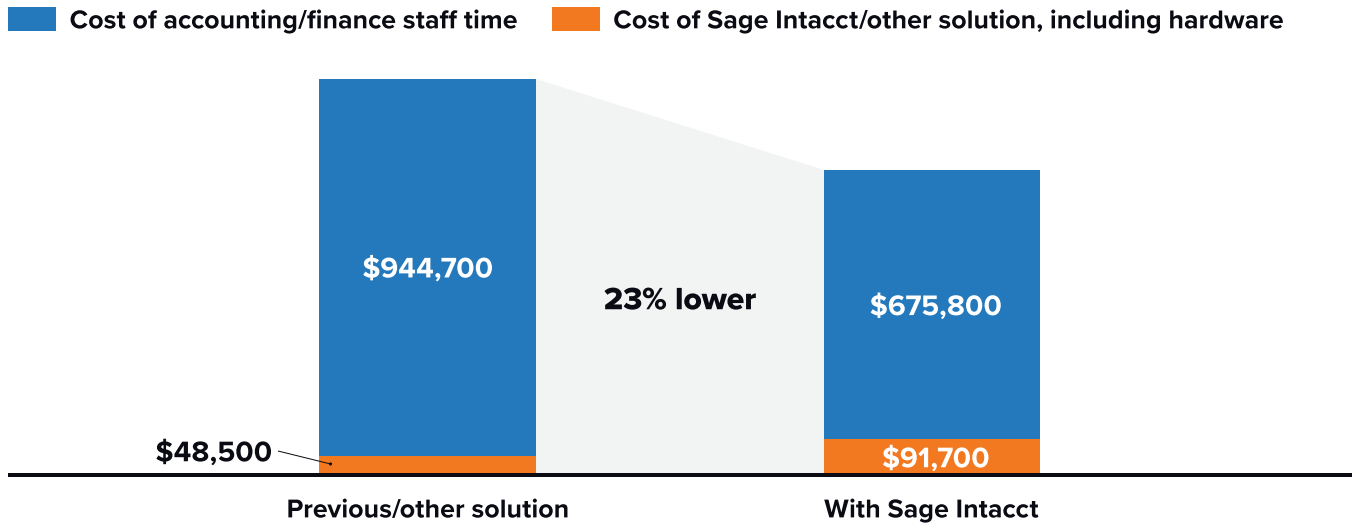 Cost of accounting/finance staff time
Cost of Sage Intacct/other solution, including hardware
$944,700
23% lower
$675,800
$48,500
$91,700
Previous/other solution
With Sage Intacct